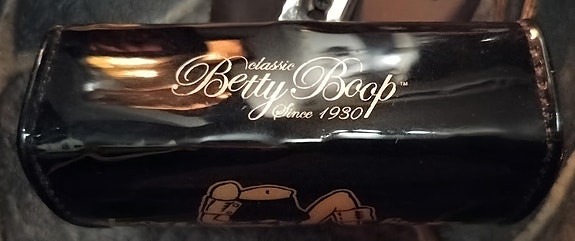 classic
Betty Boop™
Since 1930